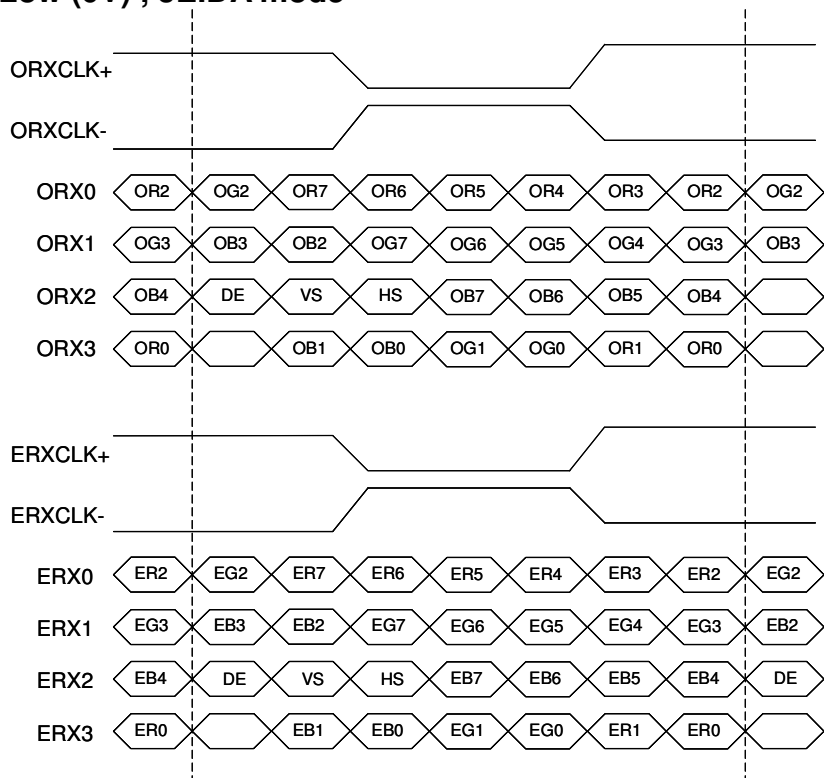 ORXCLK+
ORXCLK-
ORX0 OR2 OG2 OR7 OR6 OR5 OR4 OR3 OR2 OG2
ORX1 OG3 OB3 OB2 OG7 OG6 OG5 OG4 OG3 OB3
ORX2 OB4 DE VS HS OB7 OB6 OB5 OB4
ORX3 OR0 OB1 OB0 OG1 OG0 OR1 OR0
ERXCLK+
ERXCLK-
ERX0 ER2 EG2 ER7 ER6 ER5 ER4 ER3 ER2 EG2
ERX1 EG3 EB3 EB2 EG7 EG6 EG5 EG4 EG3 EB2
ERX2 EB4 DE VS HS EB7 EB6 EB5 EB4 DE
ERX3 ER0 EB1 EB0 EG1 EG0 ER1 ER0